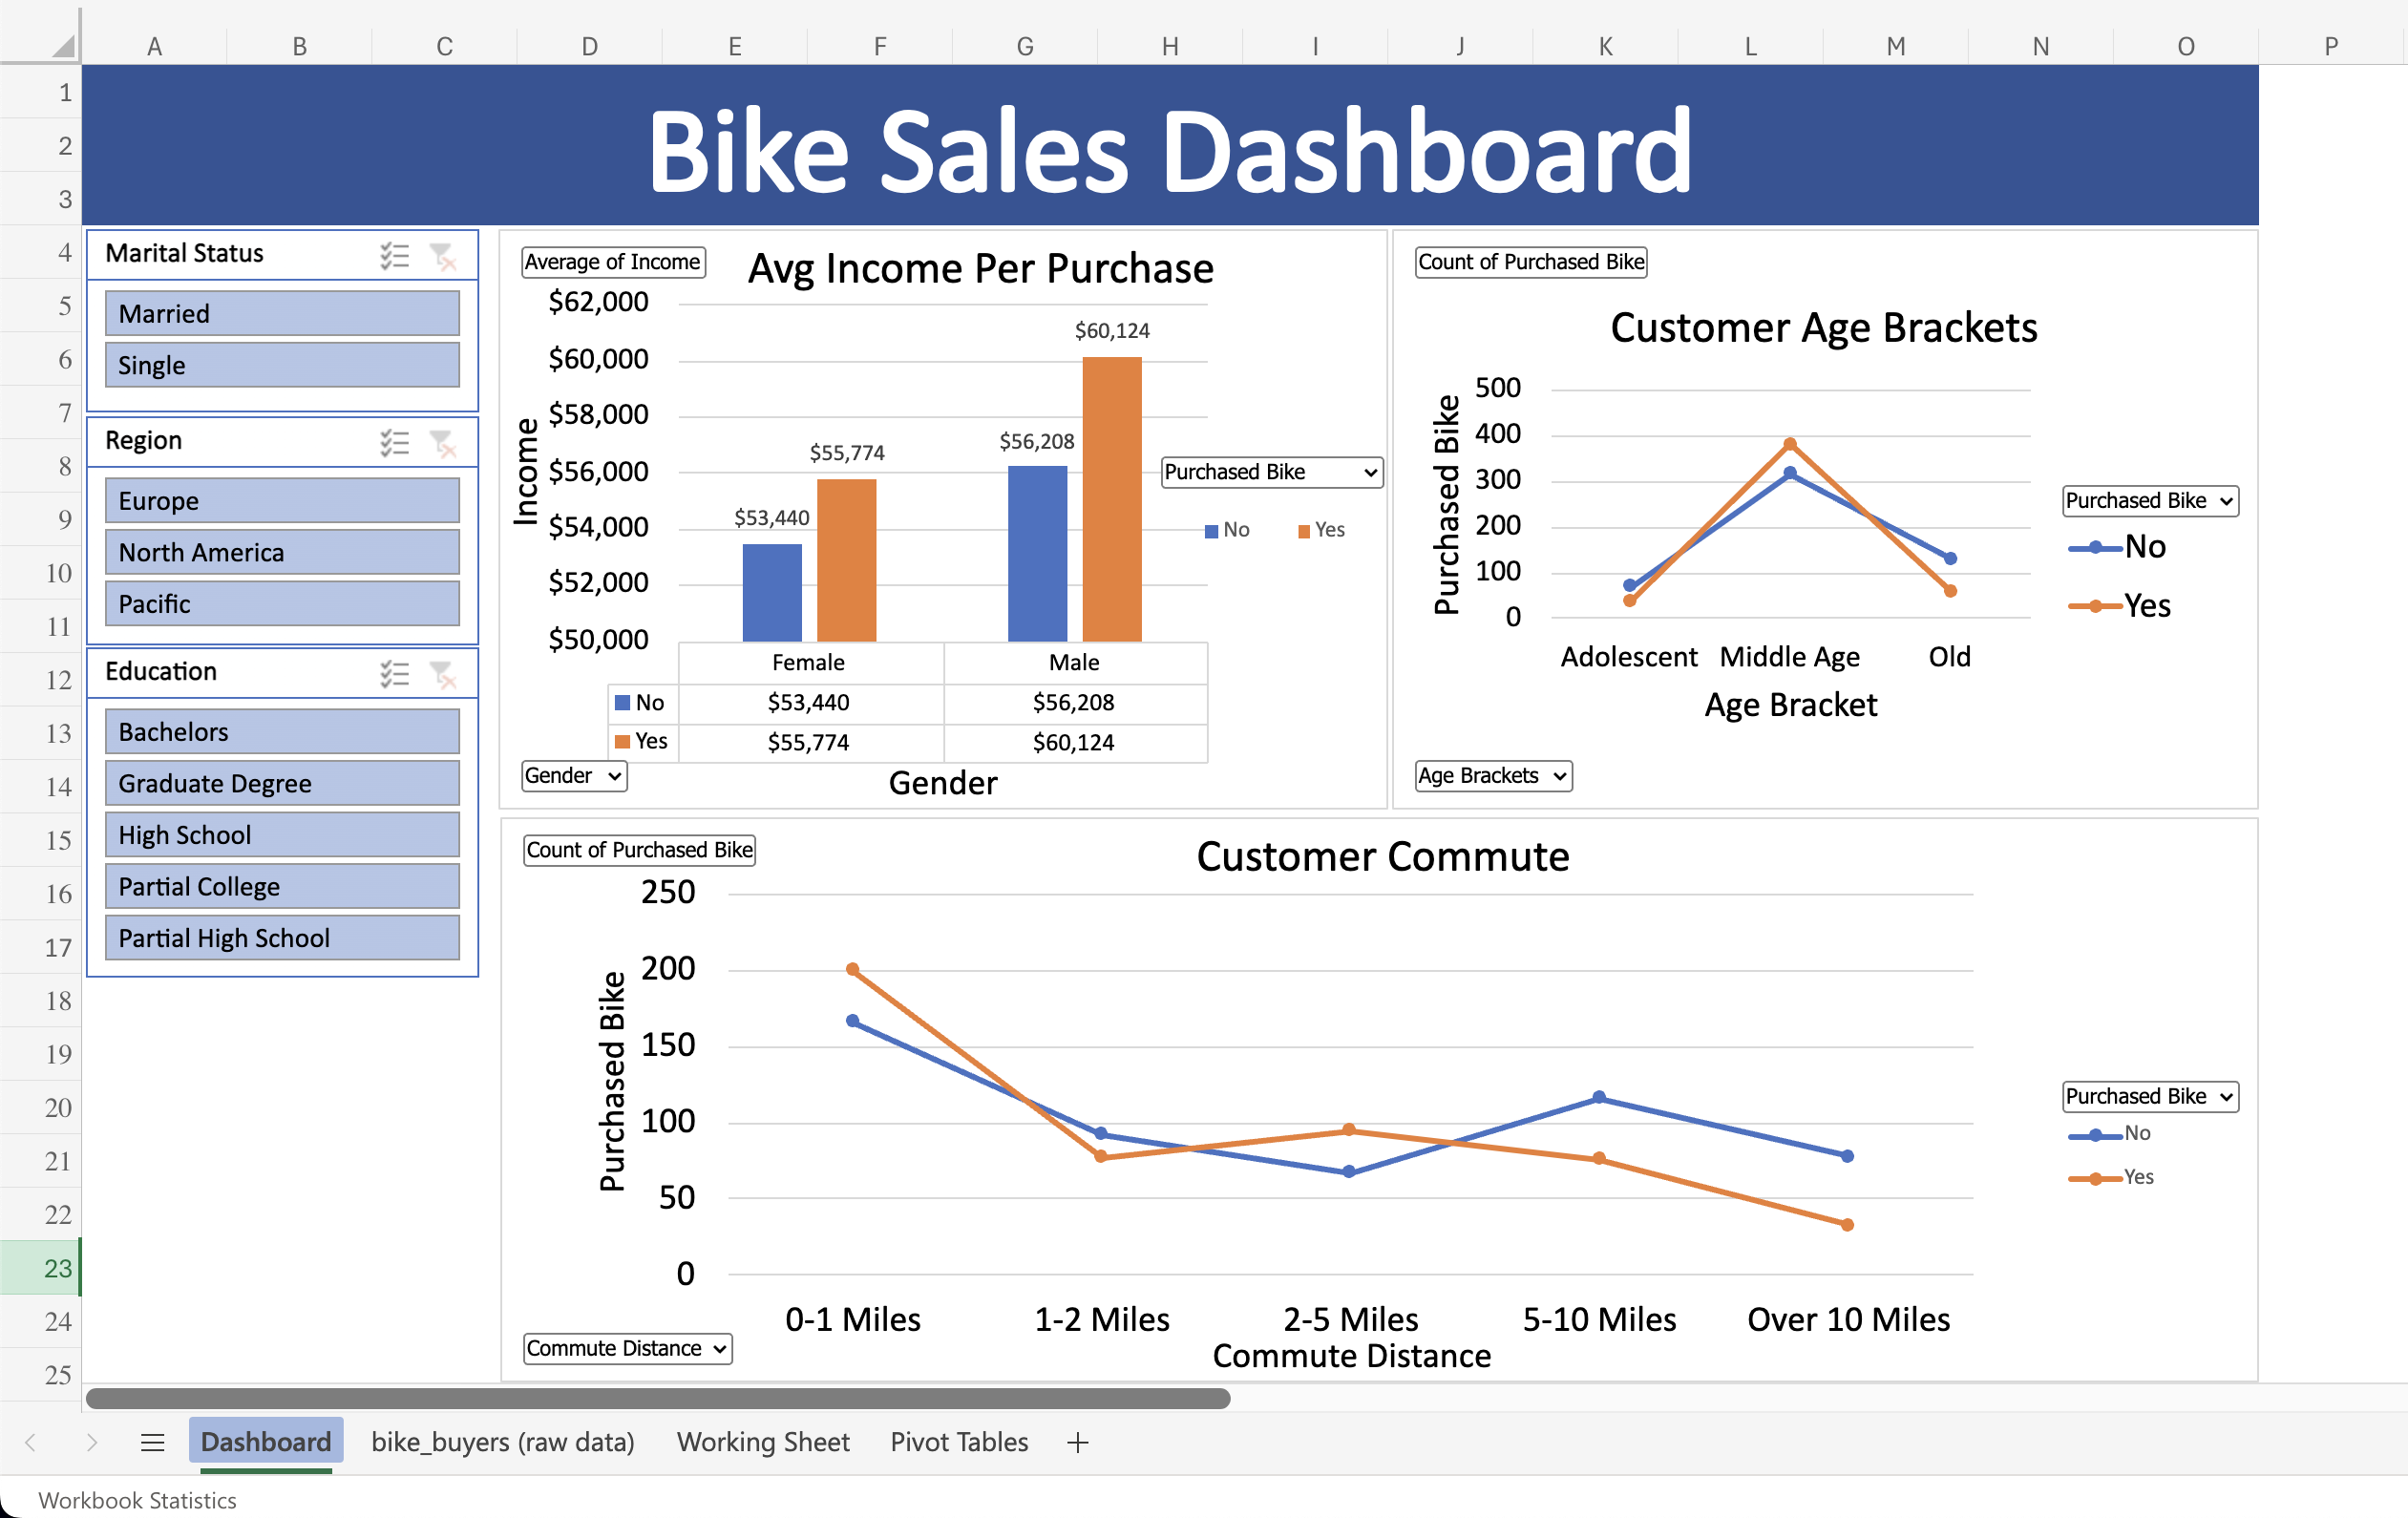 A B C D E F G H I J K L M N O P
1
2
3
4
5
6
7
8
9
10
11
12
13
14
15
16
17
18
19
20
21
22
23
24
25
Bike Sales Dashboard
Marital Status
Married
Single
Region
Europe
North America
Pacific
Education
Bachelors
Graduate Degree
High School
Partial College
Partial High School
Average of Income
Avg Income Per Purchase
Income
$62,000
$60,000
$58,000
$56,000
$54,000
$52,000
$50,000
$53,440
$55,774
$56,208
$60,124
Purchased Bike
No Yes
Female Male
No $53,440 $56,208
Yes $55,774 $60,124
Gender
Gender
Count of Purchased Bike
Customer Age Brackets
Purchased Bike
500
400
300
200
100
0
Adolescent Middle Age Old
Age Bracket
Purchased Bike
No
Yes
Age Brackets
Count of Purchased Bike
Customer Commute
Purchased Bike
250
200
150
100
50
0
0-1 Miles 1-2 Miles 2-5 Miles 5-10 Miles Over 10 Miles
Commute Distance
Commute Distance
Purchased Bike
No
Yes
Dashboard bike_buyers (raw data) Working Sheet Pivot Tables
Workbook Statistics